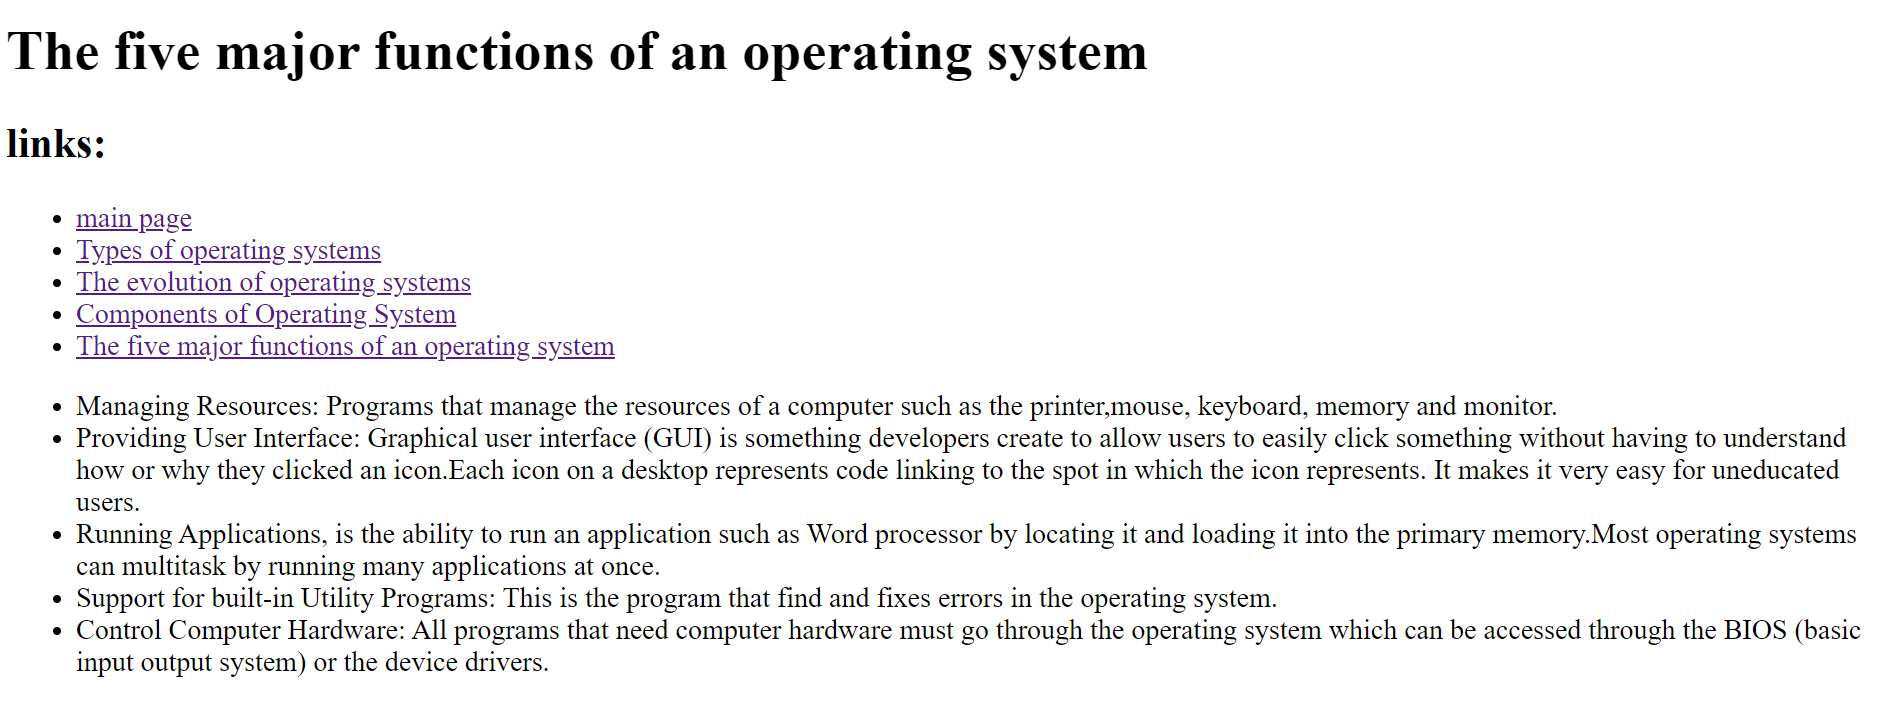 The five major functions of an operating system
links:
main page
Types of operating systems
The evolution of operating systems
Components of Operating System
The five major functions of an operating system
Managing Resources: Programs that manage the resources of a computer such as the printer,mouse, keyboard, memory and monitor.
Providing User Interface: Graphical user interface (GUI) is something developers create to allow users to easily click something without having to understand
how or why they clicked an icon.Each icon on a desktop represents code linking to the spot in which the icon represents. It makes it very easy for uneducated
users.
Running Applications, is the ability to run an application such as Word processor by locating it and loading it into the primary memory.Most operating systems
can multitask by running many applications at once.
Support for built-in Utility Programs: This is the program that find and fixes errors in the operating system.
Control Computer Hardware: All programs that need computer hardware must go through the operating system which can be accessed through the BIOS (basic
input output system) or the device drivers.